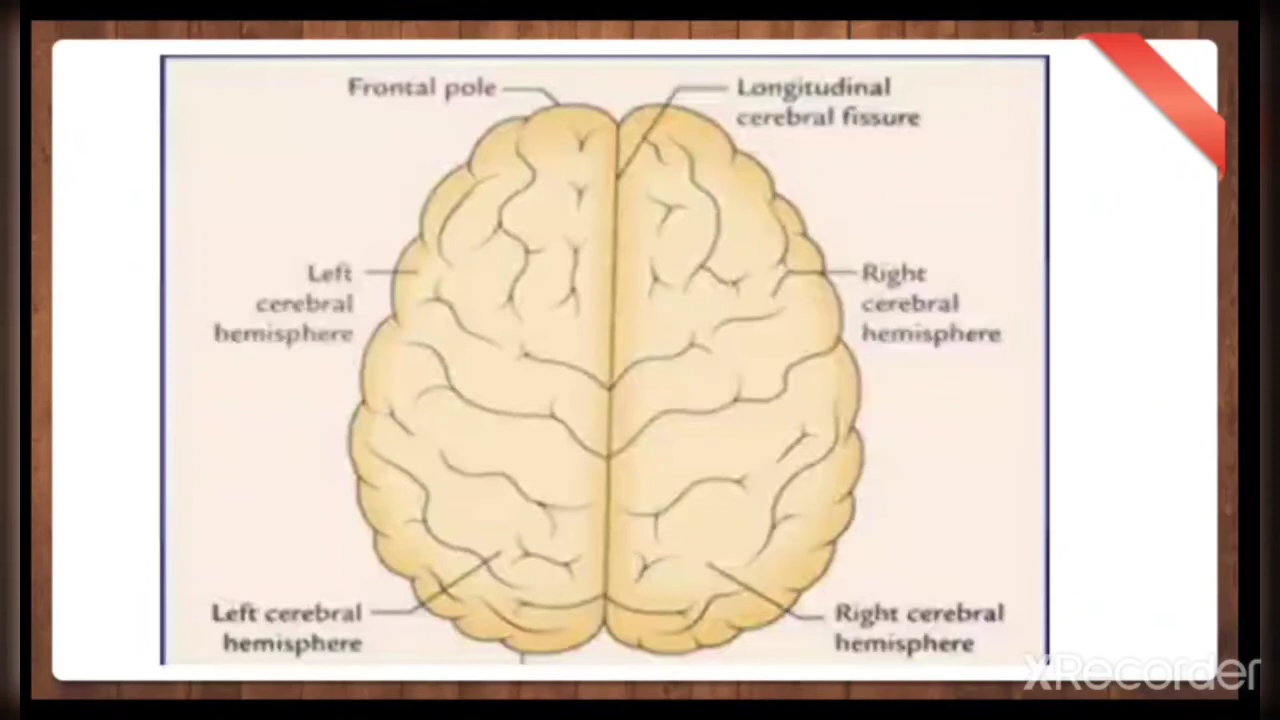 Frontal pole
Longitudinal
cerebral fissure
Left
cerebral
hemisphere
Right
cerebral
hemisphere
Left cerebral
hemisphere
Right cerebral
hemisphere
XRecorder